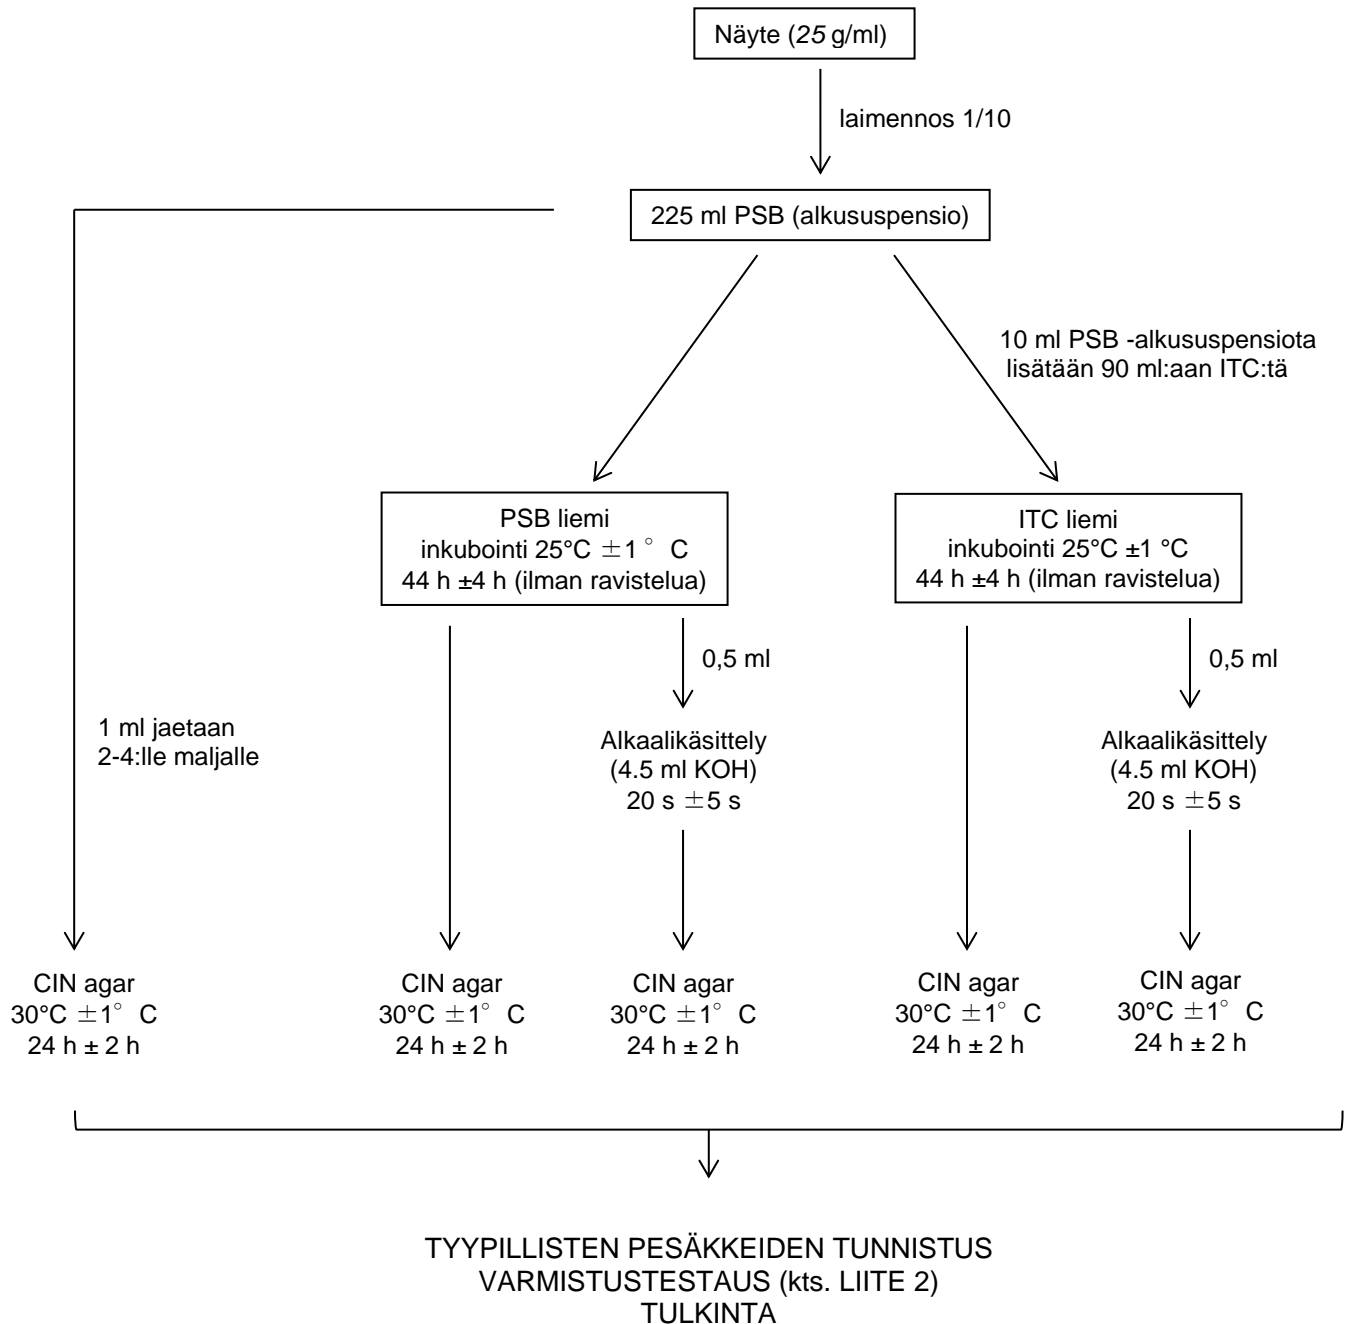 Näyte (25 g/ml)
laimennos 1/10
225 ml PSB (alkususpensio)
10 ml PSB -alkususpensiota
lisätään 90 ml:aan ITC:tä
PSB liemi
inkubointi 25°C ±1 ° C
44 h ±4 h (ilman ravistelua)
ITC liemi
inkubointi 25°C ±1 °C
44 h ±4 h (ilman ravistelua)
0,5 ml
0,5 ml
1 ml jaetaan
2-4:lle maljalle
Alkaalikäsittely
(4.5 ml KOH)
20 s ±5 s
Alkaalikäsittely
(4.5 ml KOH)
20 s ±5 s
CIN agar
30°C ±1° C
24 h ± 2 h
CIN agar
30°C ±1° C
24 h ± 2 h
CIN agar
30°C ±1° C
24 h ± 2 h
CIN agar
30°C ±1° C
24 h ± 2 h
CIN agar
30°C ±1° C
24 h ± 2 h
TYYPILLISTEN PESÄKKEIDEN TUNNISTUS
VARMISTUSTESTAUS (kts. LIITE 2)
TULKINTA